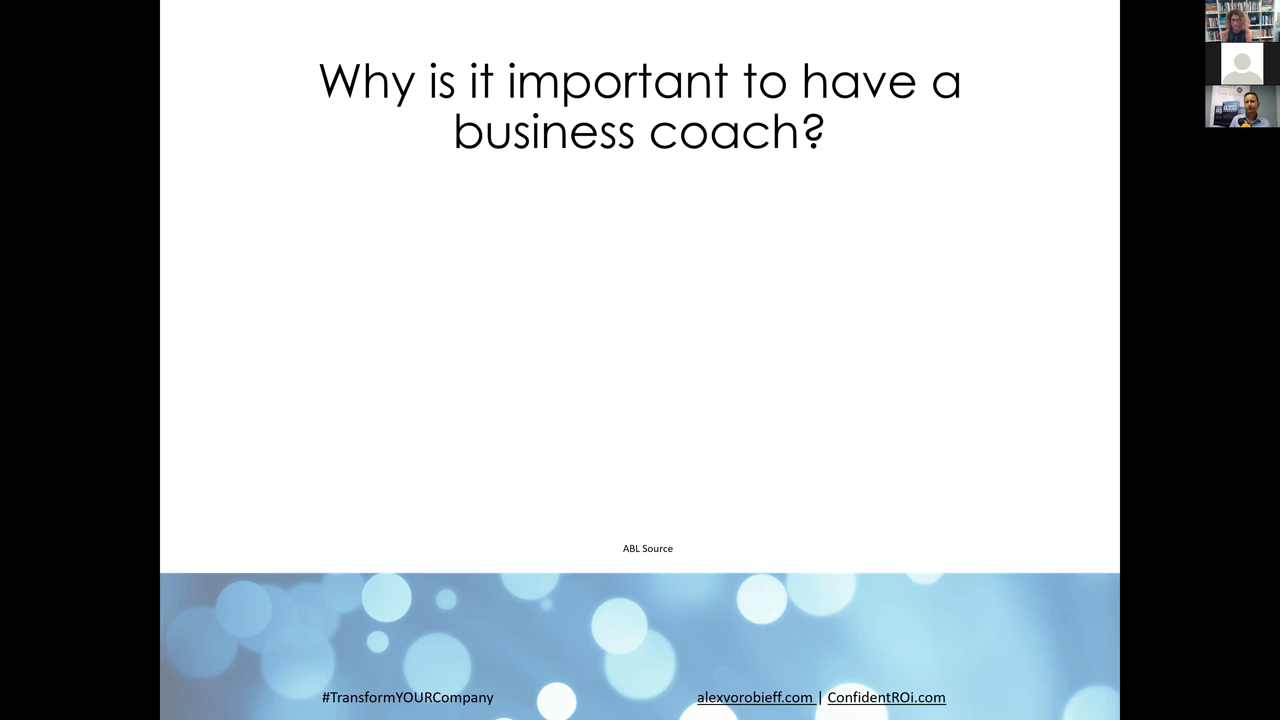 Why is it important to have a
business coach?
ABL Source
#TransformYOURCompany
alexvorobieff.com | ConfidentROi.com